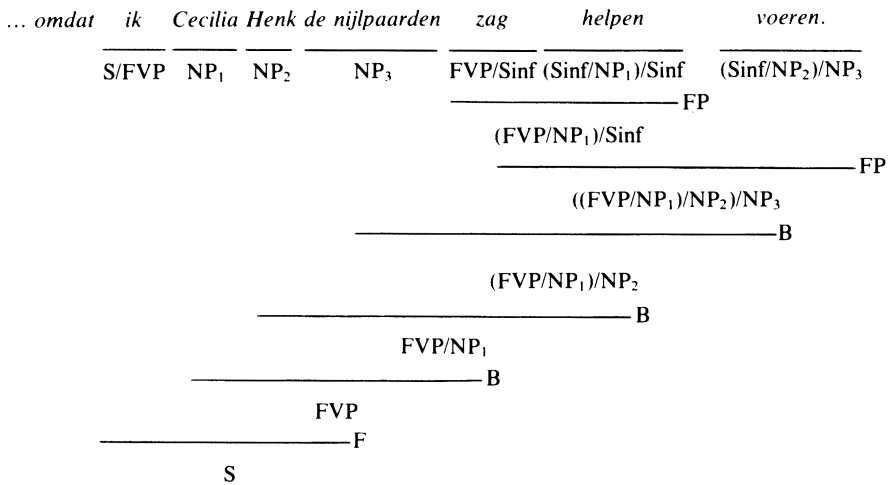 ... omdat ik Cecilia Henk de nijlpaarden zag helpen voeren.
S/FVP NP₁ NP₂ NP₃ FVP/Sinf (Sinf/NP₁)/Sinf (Sinf/NP₂)/NP₃
FP
(FVP/NP₁)/Sinf
FP
((FVP/NP₁)/NP₂)/NP₃
B
(FVP/NP₁)/NP₂
B
FVP/NP₁
B
FVP
F
S